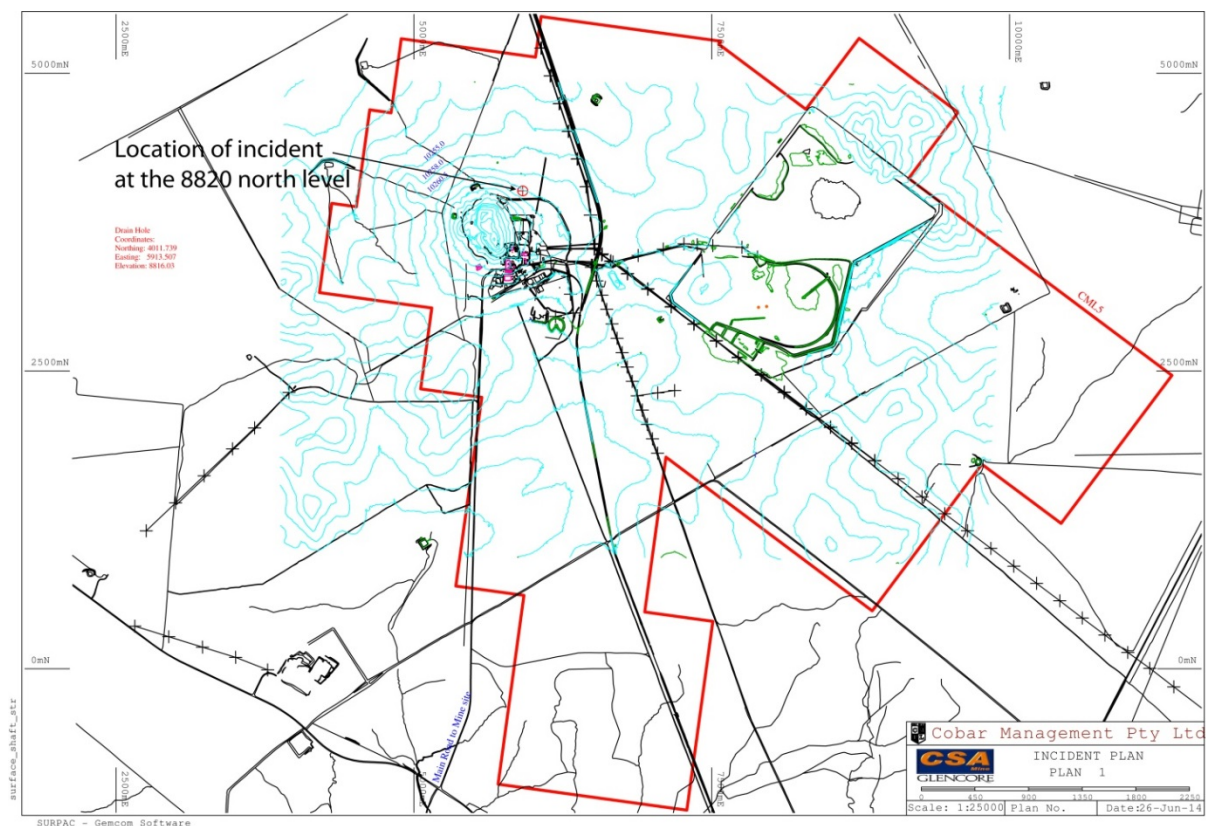 2500mE
5000mE
7500mE
10000mE
5000mN
5000mN
Location of incident
at the 8820 north level
10255.0
Drain Hole
Coordinates:
Northing: 4011.739
Easting: 5913.507
Elevation: 8816.03
CML5
2500mN
2500mN
0mN
0mN
Main Road to Mine site
2500mE
7500mE
surface_shaft_str
Cobar Management Pty Ltd
CSA
Mine
GLENCORE
INCIDENT PLAN
PLAN 1
0 450 900 1350 1800 2250
Scale: 1:25000 Plan No. Date:26-Jun-14
SURPAC - Gemcom Software